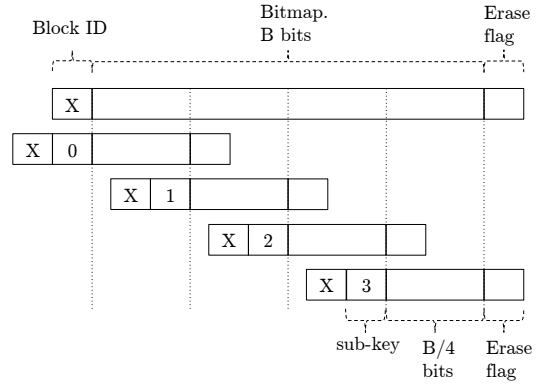 Block ID
Bitmap.
B bits
Erase
flag
X
X 0
X 1
X 2
X 3
sub-key
B/4
bits
Erase
flag